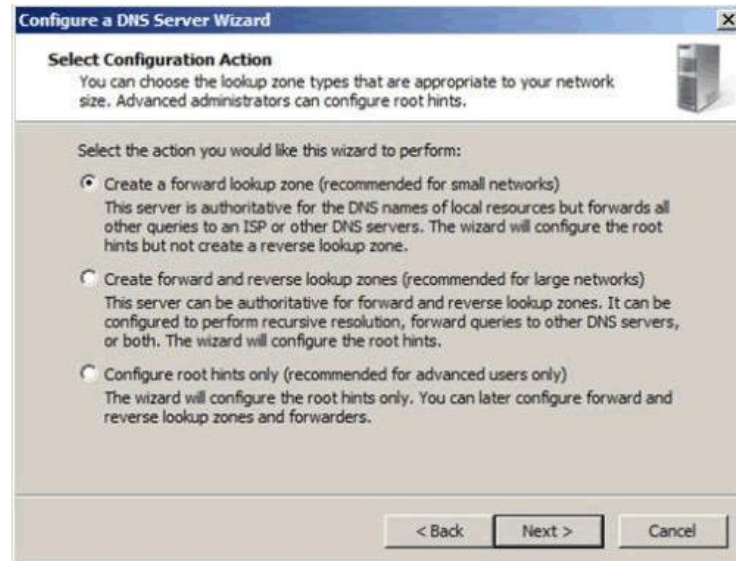 Configure a DNS Server Wizard
Select Configuration Action
You can choose the lookup zone types that are appropriate to your network
size. Advanced administrators can configure root hints.
Select the action you would like this wizard to perform:
Create a forward lookup zone (recommended for small networks)
This server is authoritative for the DNS names of local resources but forwards all
other queries to an ISP or other DNS servers. The wizard will configure the root
hints but not create a reverse lookup zone.
Create forward and reverse lookup zones (recommended for large networks)
This server can be authoritative for forward and reverse lookup zones. It can be
configured to perform recursive resolution, forward queries to other DNS servers,
or both. The wizard will configure the root hints.
Configure root hints only (recommended for advanced users only)
The wizard will configure the root hints only. You can later configure forward and
reverse lookup zones and forwarders.
< Back Next > Cancel